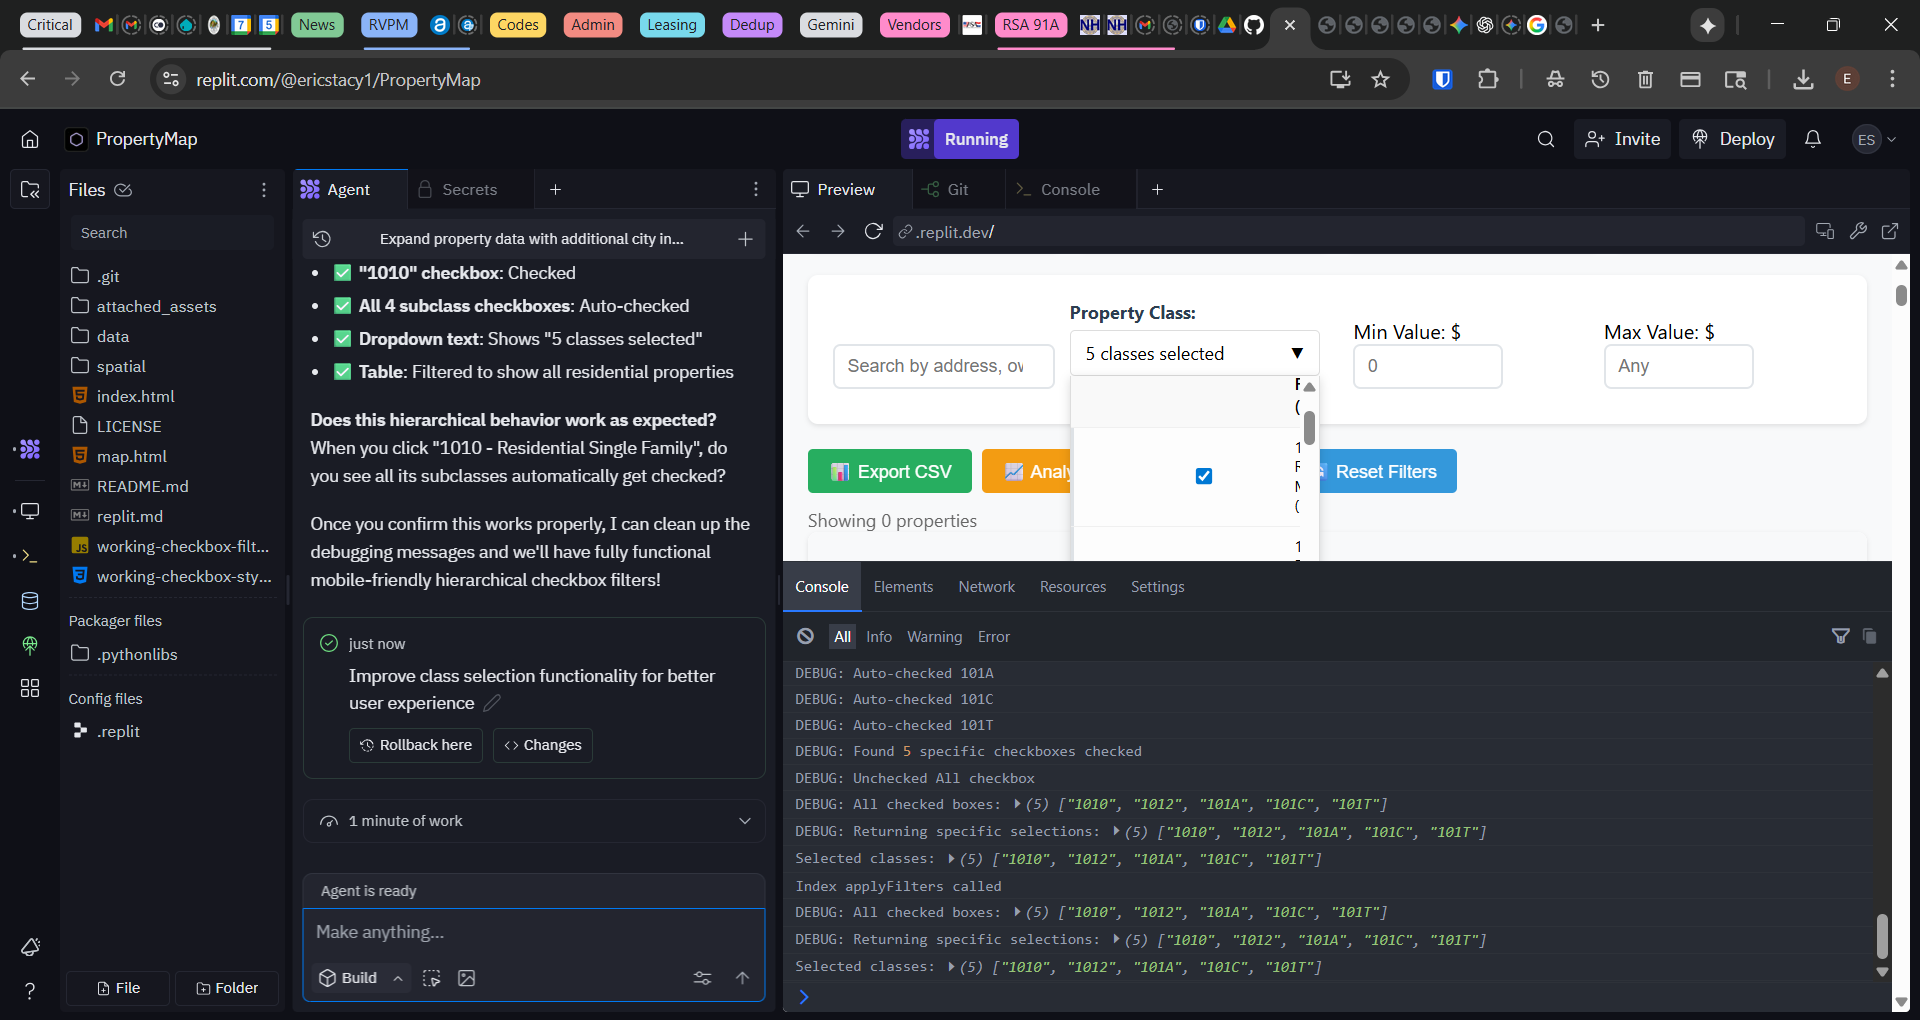 Critical
7
5
News
RVPM
Codes
Admin
Leasing
Dedup
Gemini
Vendors
RSA 91A
NH
NH
replit.com/@ericstacy1/PropertyMap
E
PropertyMap
Running
Invite
Deploy
ES
Files
Search
.git
attached_assets
data
spatial
index.html
LICENSE
map.html
README.md
replit.md
JS
working-checkbox-filt...
working-checkbox-sty...
Packager files
.pythonlibs
Config files
.replit
File
Folder
Agent
Secrets
Expand property data with additional city in...
• ✅ "1010" checkbox: Checked
• ✅ All 4 subclass checkboxes: Auto-checked
• ✅ Dropdown text: Shows "5 classes selected"
• ✅ Table: Filtered to show all residential properties
Does this hierarchical behavior work as expected?
When you click "1010 - Residential Single Family", do
you see all its subclasses automatically get checked?
Once you confirm this works properly, I can clean up the
debugging messages and we'll have fully functional
mobile-friendly hierarchical checkbox filters!
just now
Improve class selection functionality for better
user experience
Rollback here
Changes
1 minute of work
Agent is ready
Make anything...
Build
Preview
Git
Console
.replit.dev/
Property Class:
Min Value: $
Max Value: $
Search by address, ov
5 classes selected ▼
0
Any
(
1
(
1
Export CSV
Analy
Reset Filters
Showing 0 properties
Console
Elements
Network
Resources
Settings
All
Info
Warning
Error
DEBUG: Auto-checked 101A
DEBUG: Auto-checked 101C
DEBUG: Auto-checked 101T
DEBUG: Found 5 specific checkboxes checked
DEBUG: Unchecked All checkbox
DEBUG: All checked boxes: ▶(5) ["1010", "1012", "101A", "101C", "101T"]
DEBUG: Returning specific selections: ▶(5) ["1010", "1012", "101A", "101C", "101T"]
Selected classes: ▶(5) ["1010", "1012", "101A", "101C", "101T"]
Index applyFilters called
DEBUG: All checked boxes: ▶(5) ["1010", "1012", "101A", "101C", "101T"]
DEBUG: Returning specific selections: ▶(5) ["1010", "1012", "101A", "101C", "101T"]
Selected classes: ▶(5) ["1010", "1012", "101A", "101C", "101T"]